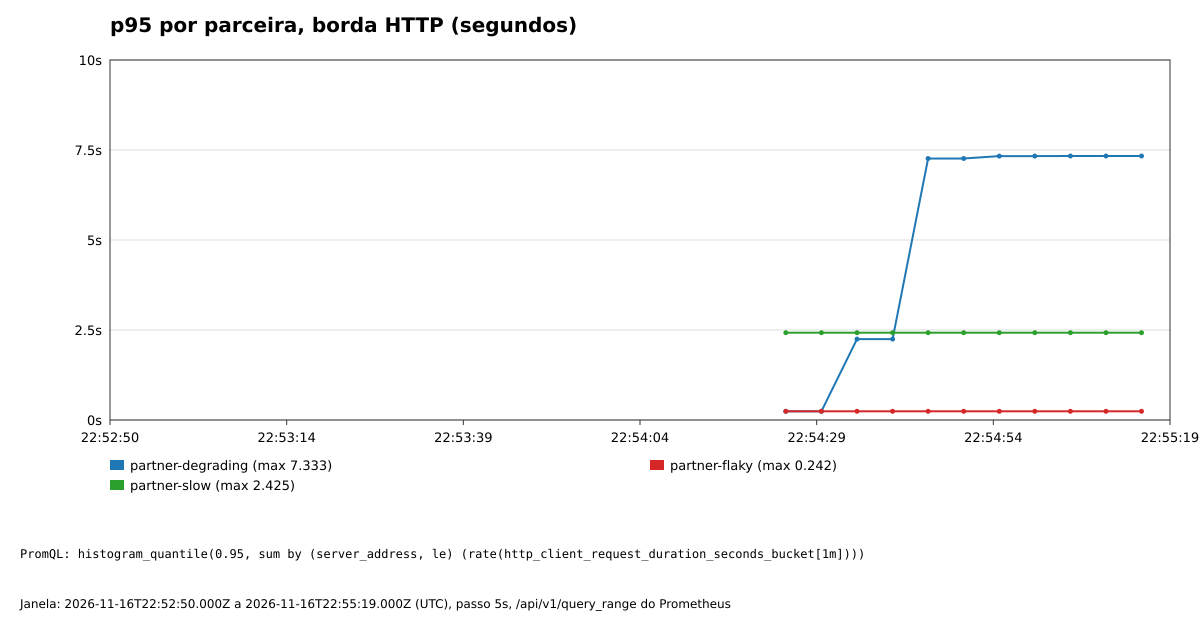 p95 por parceira, borda HTTP (segundos)
10s
7.5s
5s
2.5s
0s
22:52:50 22:53:14 22:53:39 22:54:04 22:54:29 22:54:54 22:55:19
partner-degrading (max 7.333) partner-flaky (max 0.242)
partner-slow (max 2.425)
PromQL: histogram_quantile(0.95, sum by (server_address, le) (rate(http_client_request_duration_seconds_bucket[1m])))
Janela: 2026-11-16T22:52:50.000Z a 2026-11-16T22:55:19.000Z (UTC), passo 5s, /api/v1/query_range do Prometheus